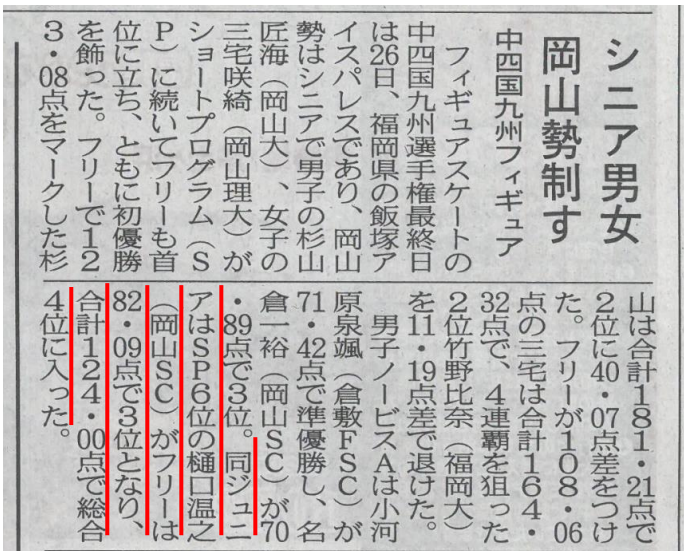 シニア男女
岡山勢制す
中四国九州フィギュア
フィギュアスケートの
中四国九州選手権最終日
は26日、福岡県の飯塚ア
イスパレスであり、岡山
勢はシニアで男子の杉山
匠海（岡山大）、女子の
三宅咲綺（岡山理大）が
ショートプログラム（S
P）に続いてフリーも首
位に立ち、ともに初優勝
を飾った。フリーで12
3・08点をマークした杉
山は合計181・21点で
2位に40・07点差をつけ
た。フリーが108・06
点の三宅は合計164・
32点で、4連覇を狙った
2位竹野比奈（福岡大）
を11・19点差で退けた。
男子ノービスAは小河
原泉颯（倉敷FSC）が
71・42点で準優勝し、名
倉一裕（岡山SC）が70
・89点で3位。同ジュニ
アはSP6位の樋口温之
（岡山SC）がフリーは
82・09点で3位となり、
合計124・00点で総合
4位に入った。